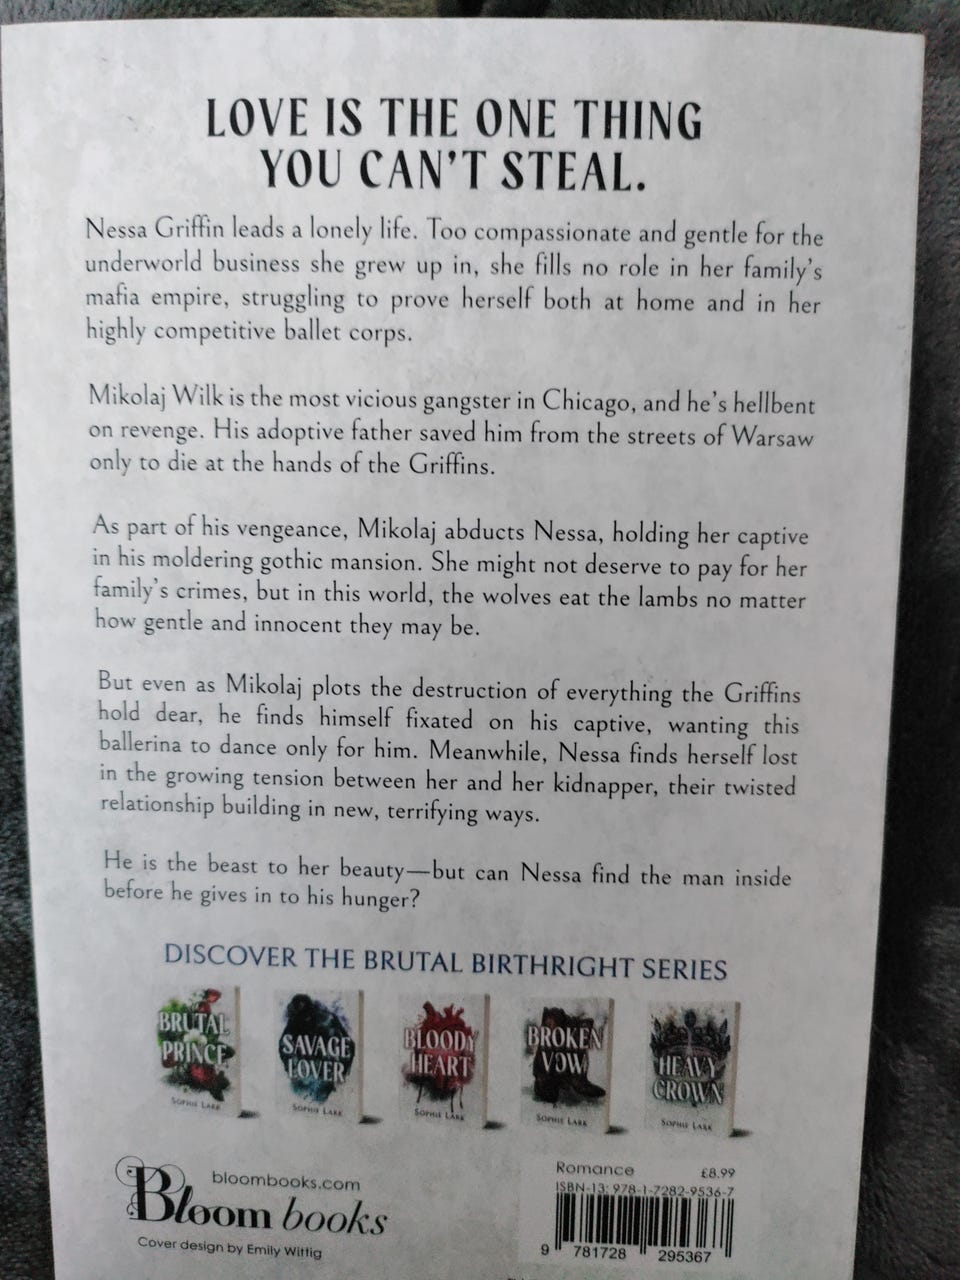 LOVE IS THE ONE THING
YOU CAN'T STEAL.
Nessa Griffin leads a lonely life. Too compassionate and gentle for the
underworld business she grew up in, she fills no role in her family's
mafia empire, struggling to prove herself both at home and in her
highly competitive ballet corps.
Mikolaj Wilk is the most vicious gangster in Chicago, and he's hellbent
on revenge. His adoptive father saved him from the streets of Warsaw
only to die at the hands of the Griffins.
As part of his vengeance, Mikolaj abducts Nessa, holding her captive
in his moldering gothic mansion. She might not deserve to pay for her
family's crimes, but in this world, the wolves eat the lambs no matter
how gentle and innocent they may be.
But even as Mikolaj plots the destruction of everything the Griffins
hold dear, he finds himself fixated on his captive, wanting this
ballerina to dance only for him. Meanwhile, Nessa finds herself lost
in the growing tension between her and her kidnapper, their twisted
relationship building in new, terrifying ways.
He is the beast to her beauty—but can Nessa find the man inside
before he gives in to his hunger?
DISCOVER THE BRUTAL BIRTHRIGHT SERIES
BRUTAL
PRINCE
SOPHIE LARK
SAVAGE
LOVER
SOPHIE LARK
BLOODY
HEART
SOPHIE LARK
BROKEN
VOW
SOPHIE LARK
HEAVY
CROWN
SOPHIE LARK
bloombooks.com
Bloom books
Cover design by Emily Wittig
Romance £8.99
ISBN-13: 978-1-7282-9536-7
9 781728 295367